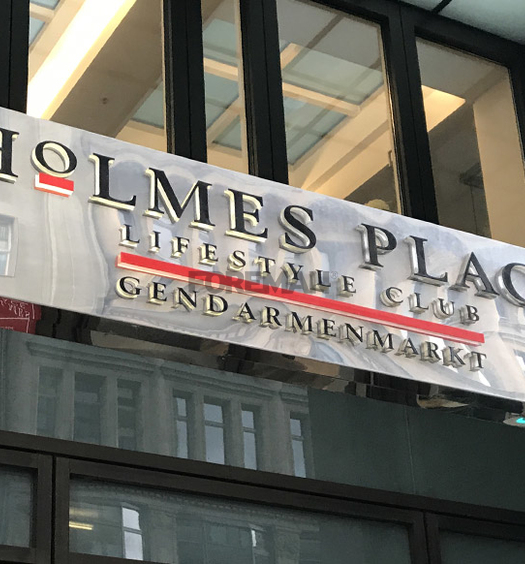 HOLMES PLAC
LIFESTYLE CLUB
GENDARMENMARKT